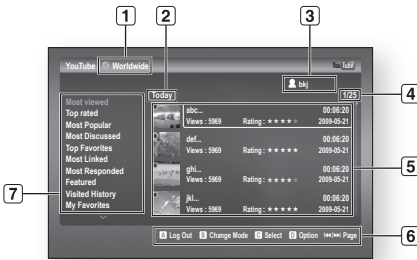 1
2
3
YouTube Worldwide
You Tube
bkj
Today
1/25
4
Most viewed
Top rated
Most Popular
Most Discussed
Top Favorites
Most Linked
Most Responded
Featured
Visited History
My Favorites
7
abc... 00:06:20
Views : 5969 Rating : ★★★★★ 2009-05-21
def... 00:06:20
Views : 5969 Rating : ★★★★★ 2009-05-21
ghi... 00:06:20
Views : 5969 Rating : ★★★★★ 2009-05-21
jkl... 00:06:20
Views : 5969 Rating : ★★★★★ 2009-05-21
5
A Log Out B Change Mode C Select D Option Page
6